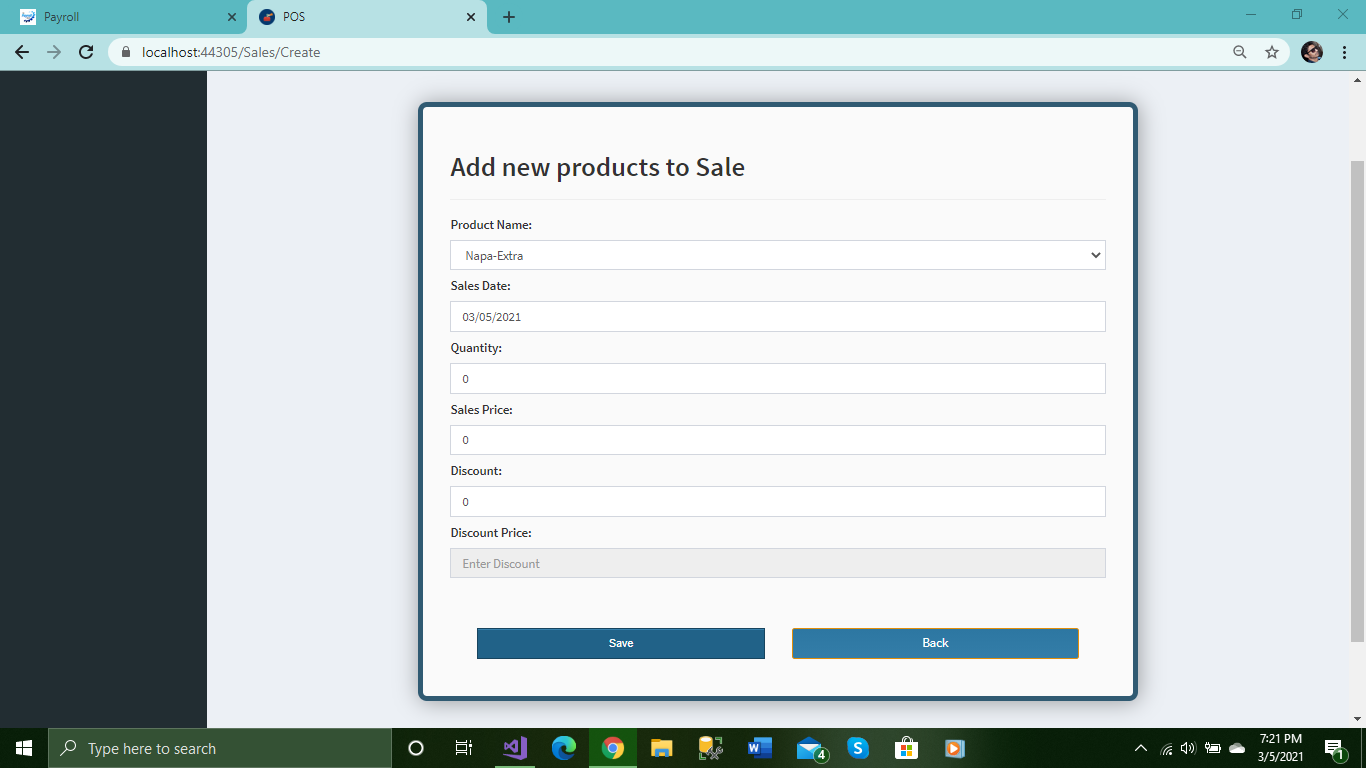 Payroll
POS
localhost:44305/Sales/Create
Add new products to Sale
Product Name:
Napa-Extra
Sales Date:
03/05/2021
Quantity:
0
Sales Price:
0
Discount:
0
Discount Price:
Enter Discount
Save
Back
Type here to search
4
7:21 PM
3/5/2021
1